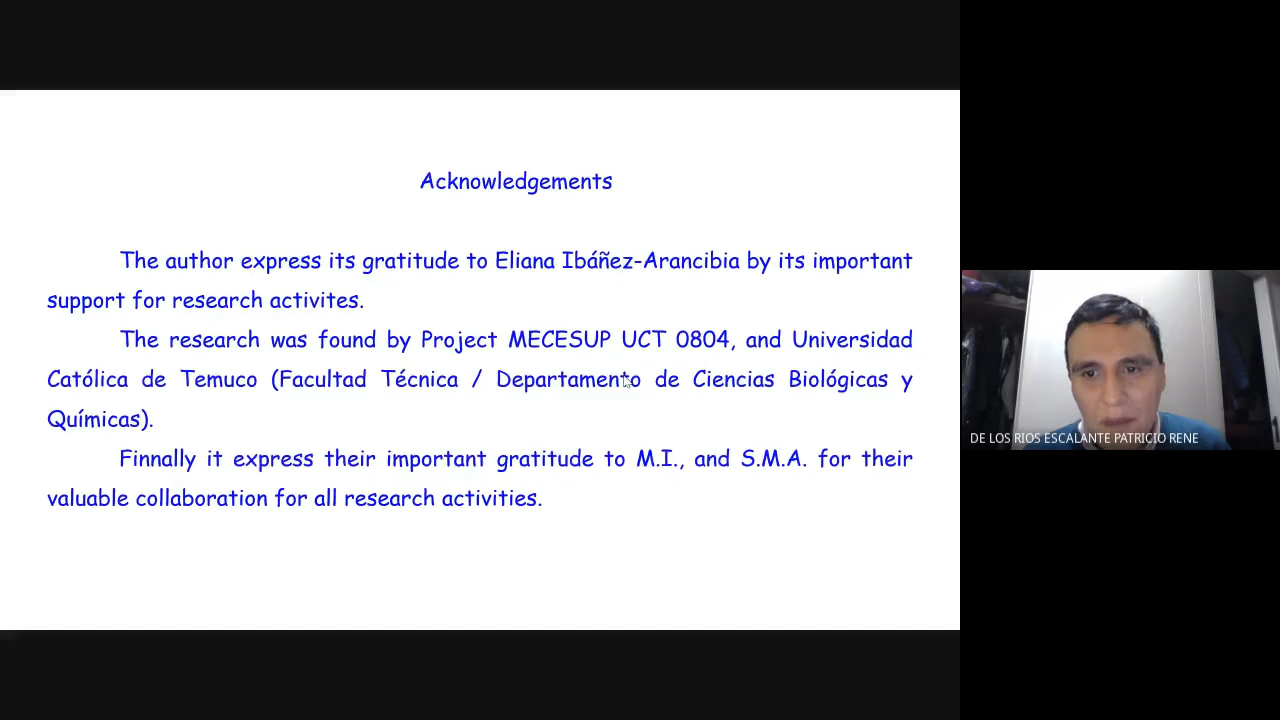 Acknowledgements
The author express its gratitude to Eliana Ibáñez-Arancibia by its important
support for research activites.
The research was found by Project MECESUP UCT 0804, and Universidad
Católica de Temuco (Facultad Técnica / Departamento de Ciencias Biológicas y
Químicas).
Finnally it express their important gratitude to M.I., and S.M.A. for their
valuable collaboration for all research activities.
DE LOS RIOS ESCALANTE PATRICIO RENE